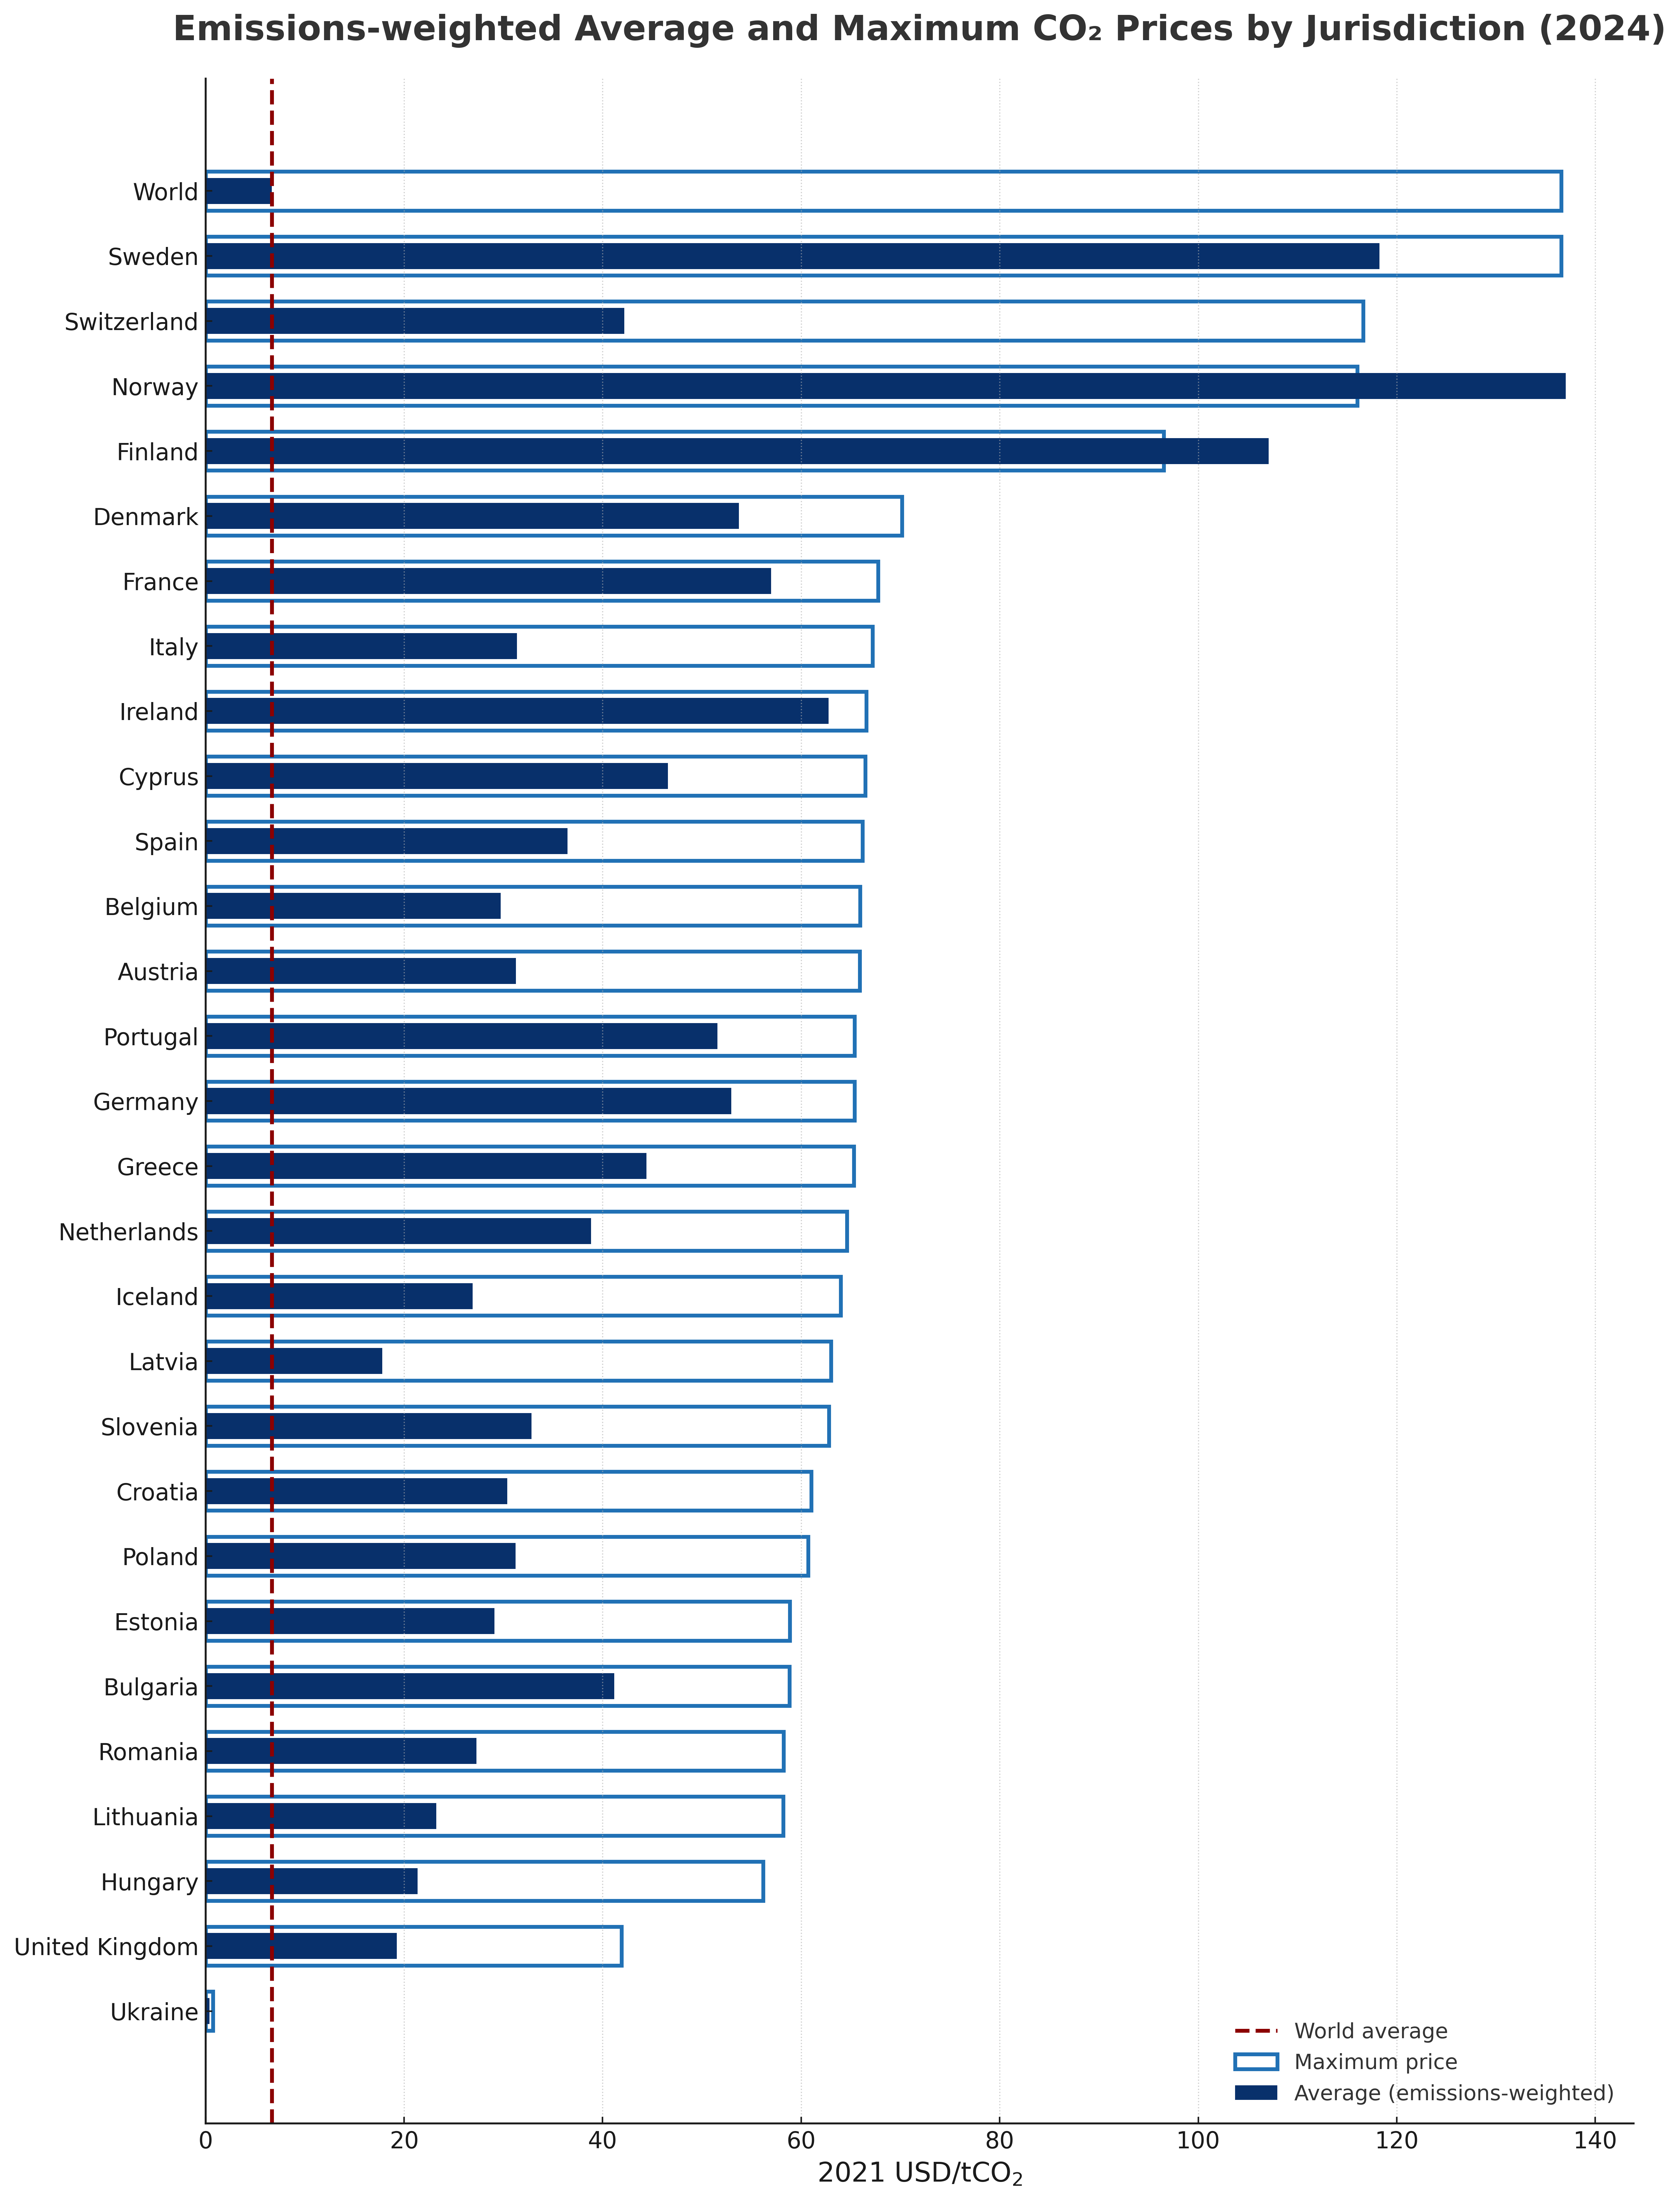 Emissions-weighted Average and Maximum CO₂ Prices by Jurisdiction (2024)
World
Sweden
Switzerland
Norway
Finland
Denmark
France
Italy
Ireland
Cyprus
Spain
Belgium
Austria
Portugal
Germany
Greece
Netherlands
Iceland
Latvia
Slovenia
Croatia
Poland
Estonia
Bulgaria
Romania
Lithuania
Hungary
United Kingdom
Ukraine
World average
Maximum price
Average (emissions-weighted)
0 20 40 60 80 100 120 140
2021 USD/tCO₂